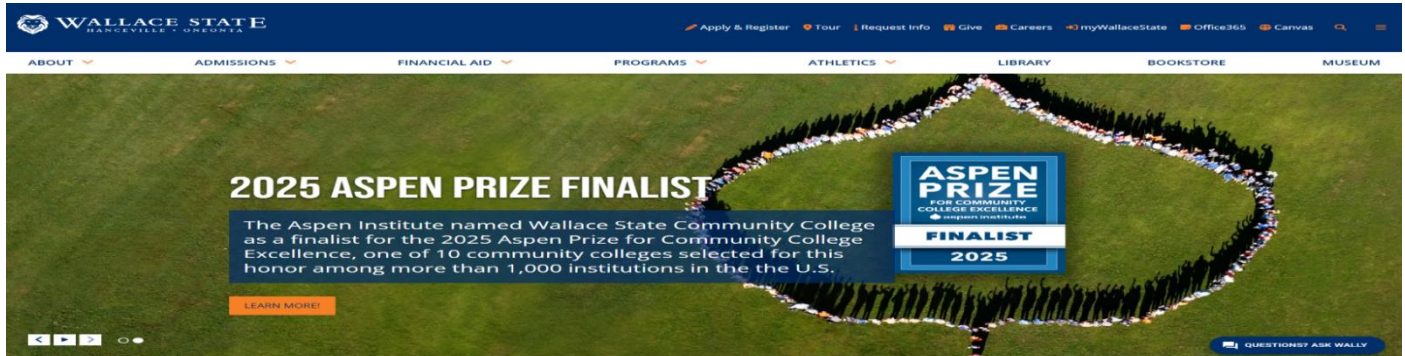 WALLACE STATE
HANCEVILLE • ONEONTA
Apply & Register Tour Request Info Give Careers myWallaceState Office365 Canvas
ABOUT ADMISSIONS FINANCIAL AID PROGRAMS ATHLETICS LIBRARY BOOKSTORE MUSEUM
2025 ASPEN PRIZE FINALIST
The Aspen Institute named Wallace State Community College
as a finalist for the 2025 Aspen Prize for Community College
Excellence, one of 10 community colleges selected for this
honor among more than 1,000 institutions in the the U.S.
LEARN MORE!
ASPEN
PRIZE
FOR COMMUNITY
COLLEGE EXCELLENCE
aspen institute
FINALIST
2025
QUESTIONS? ASK WALLY